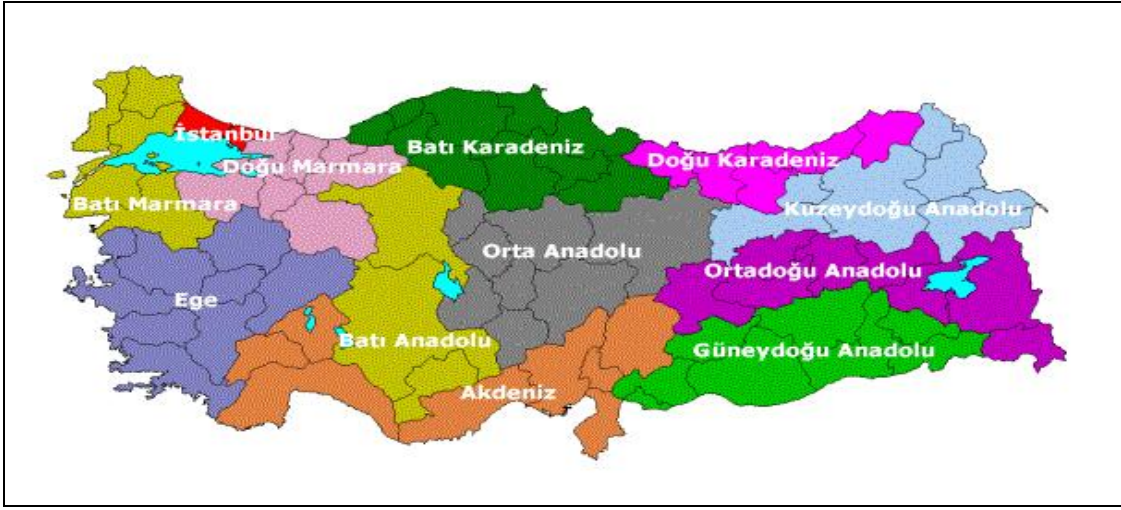 İstanbul
Batı Karadeniz
Doğu Karadeniz
Doğu Marmara
Batı Marmara
Kuzeydoğu Anadolu
Orta Anadolu
Ortadoğu Anadolu
Ege
Batı Anadolu
Güneydoğu Anadolu
Akdeniz